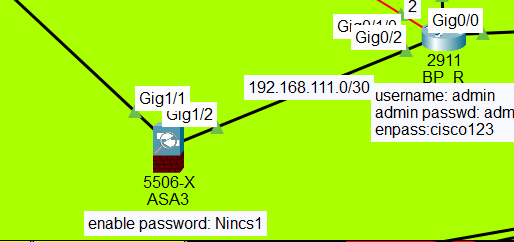 2
Gig0/0
Gig0/1/0
Gig0/2
2911
BP_R
192.168.111.0/30
username: admin
admin passwd: adm
enpass:cisco123
Gig1/1
Gig1/2
5506-X
ASA3
enable password: Nincs1